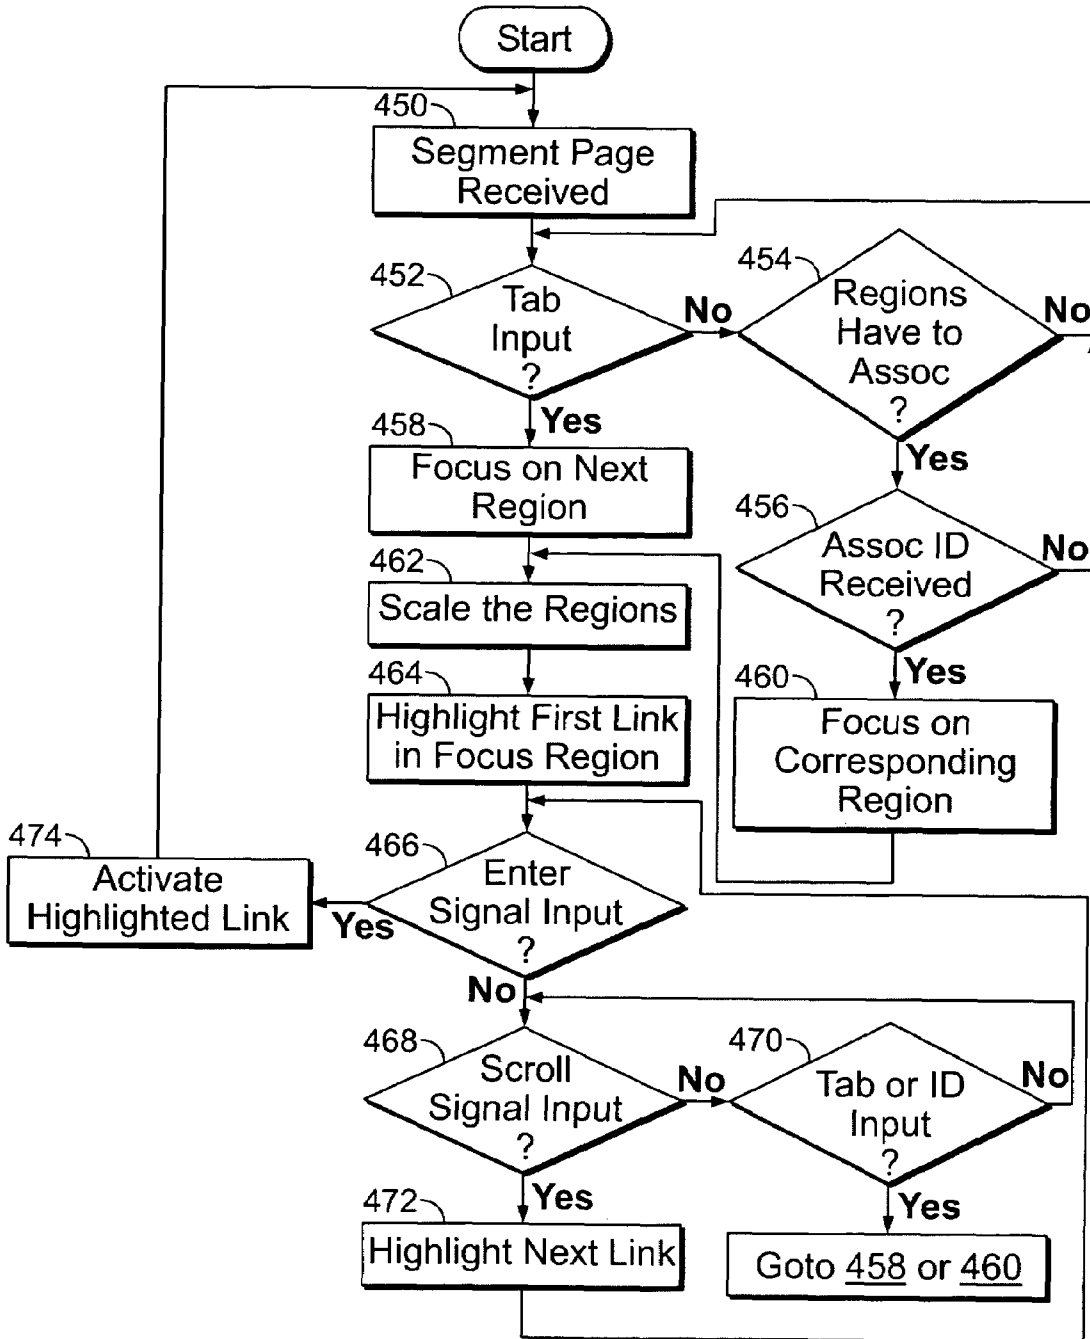 Start
450
Segment Page
Received
452
Tab
Input
?
No
Yes
454
Regions
Have to
Assoc
?
No
Yes
458
Focus on Next
Region
456
Assoc ID
Received
?
No
Yes
462
Scale the Regions
464
Highlight First Link
in Focus Region
460
Focus on
Corresponding
Region
474
Activate
Highlighted Link
466
Enter
Signal Input
?
Yes
No
468
Scroll
Signal Input
?
No
Yes
470
Tab or ID
Input
?
No
Yes
472
Highlight Next Link
Goto 458 or 460